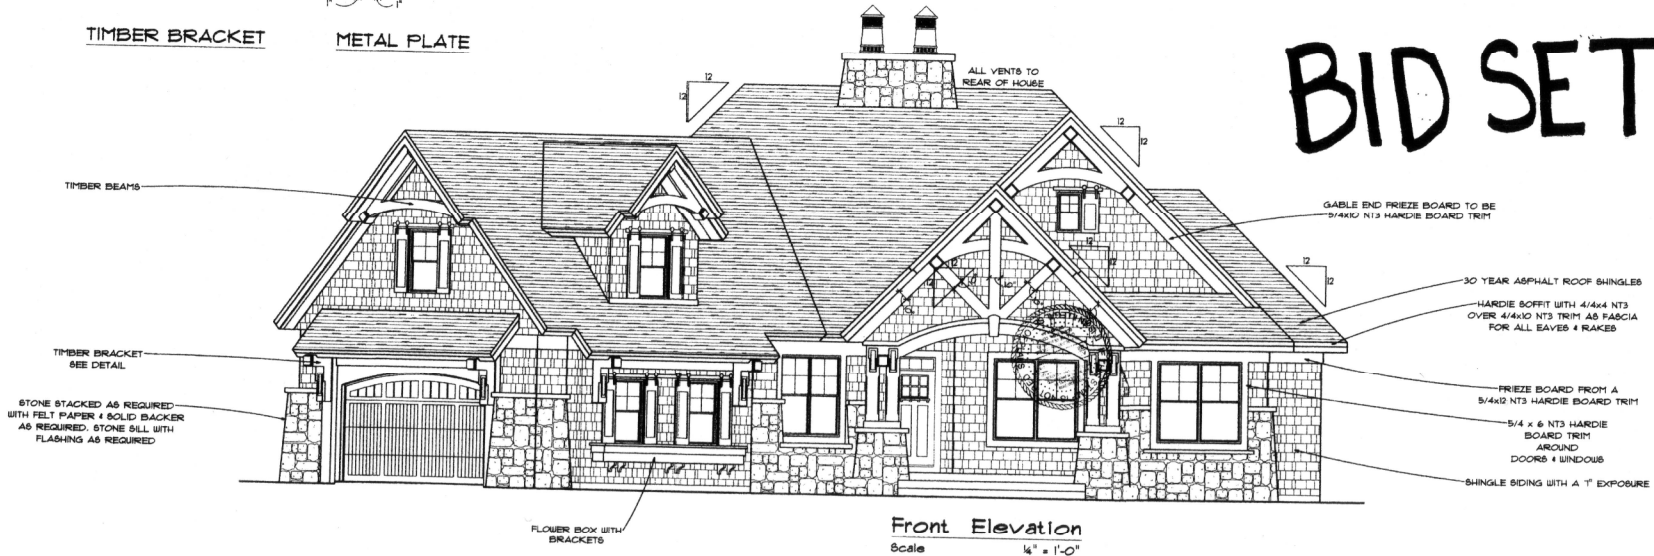 TIMBER BRACKET
METAL PLATE
BID SET
ALL VENTS TO
REAR OF HOUSE
12
12
12
12
TIMBER BEAMS
GABLE END FRIEZE BOARD TO BE
5/4x10 NT3 HARDIE BOARD TRIM
12
12
12
12
12
12
30 YEAR ASPHALT ROOF SHINGLES
HARDIE SOFFIT WITH 4/4x4 NT3
OVER 4/4x10 NT3 TRIM AS FASCIA
FOR ALL EAVES & RAKES
TIMBER BRACKET
SEE DETAIL
FRIEZE BOARD FROM A
5/4x12 NT3 HARDIE BOARD TRIM
STONE STACKED AS REQUIRED
WITH FELT PAPER & SOLID BACKER
AS REQUIRED. STONE SILL WITH
FLASHING AS REQUIRED
5/4 x 6 NT3 HARDIE
BOARD TRIM
AROUND
DOORS & WINDOWS
SHINGLE SIDING WITH A 7" EXPOSURE
FLOWER BOX WITH
BRACKETS
Front Elevation
Scale 1/4" = 1'-0"